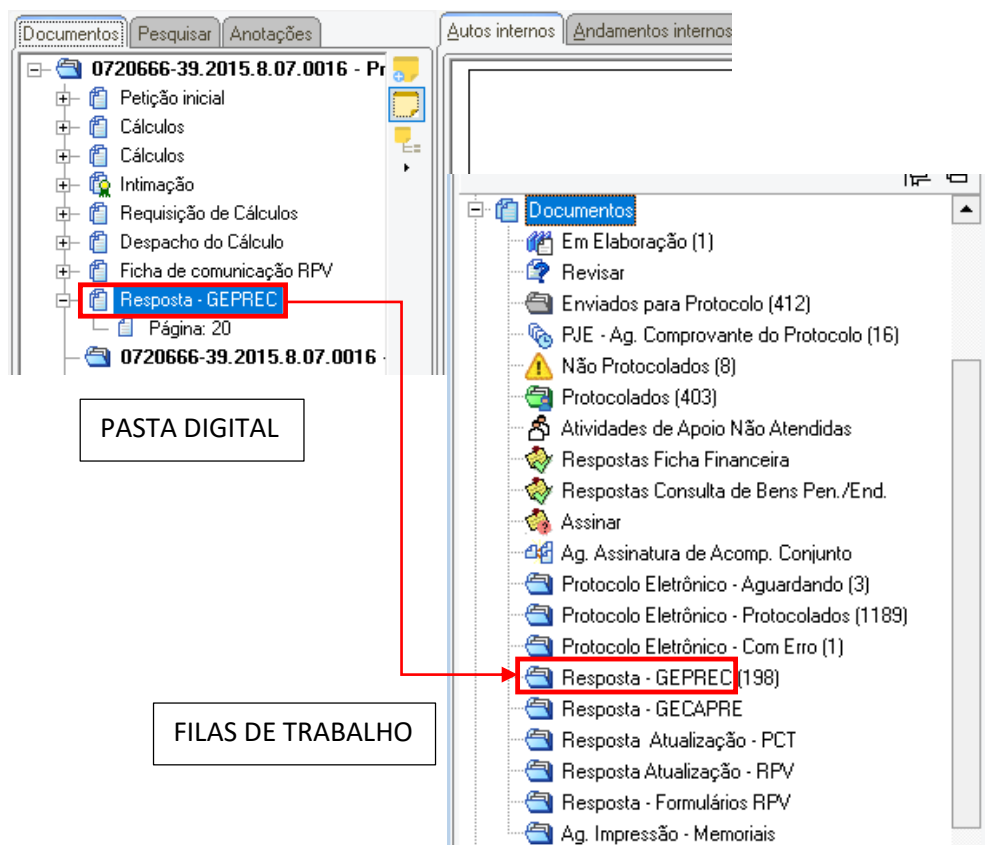 Documentos Pesquisar Anotações
0720666-39.2015.8.07.0016 - Pr
Petição inicial
Cálculos
Cálculos
Intimação
Requisição de Cálculos
Despacho do Cálculo
Ficha de comunicação RPV
Resposta - GEPREC
Página: 20
0720666-39.2015.8.07.0016 -
PASTA DIGITAL
Autos internos Andamentos internos
Documentos
Em Elaboração (1)
Revisar
Enviados para Protocolo (412)
PJE - Ag. Comprovante do Protocolo (16)
Não Protocolados (8)
Protocolados (403)
Atividades de Apoio Não Atendidas
Respostas Ficha Financeira
Respostas Consulta de Bens Pen./End.
Assinar
Ag. Assinatura de Acomp. Conjunto
Protocolo Eletrônico - Aguardando (3)
Protocolo Eletrônico - Protocolados (1189)
Protocolo Eletrônico - Com Erro (1)
Resposta - GEPREC (198)
Resposta - GECAPRE
Resposta Atualização - PCT
Resposta Atualização - RPV
Resposta - Formulários RPV
Ag. Impressão - Memoriais
FILAS DE TRABALHO